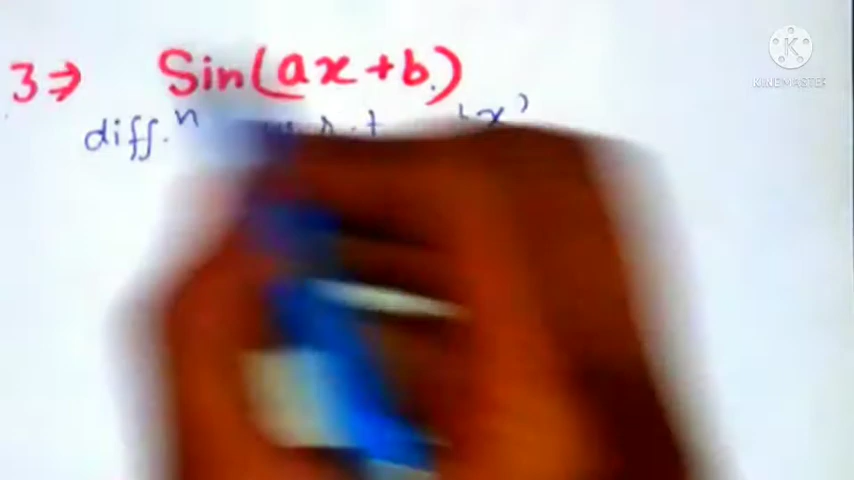 3⇒ Sin(ax+b)
diff.ⁿ w.r.t 'x'
KINEMASTER